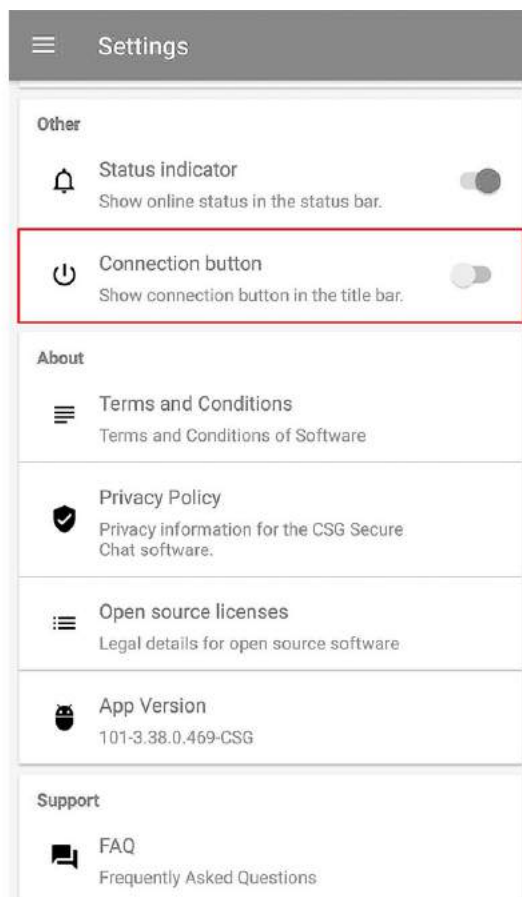 Settings
Other
Status indicator
Show online status in the status bar.
Connection button
Show connection button in the title bar.
About
Terms and Conditions
Terms and Conditions of Software
Privacy Policy
Privacy information for the CSG Secure
Chat software.
Open source licenses
Legal details for open source software
App Version
101-3.38.0.469-CSG
Support
FAQ
Frequently Asked Questions